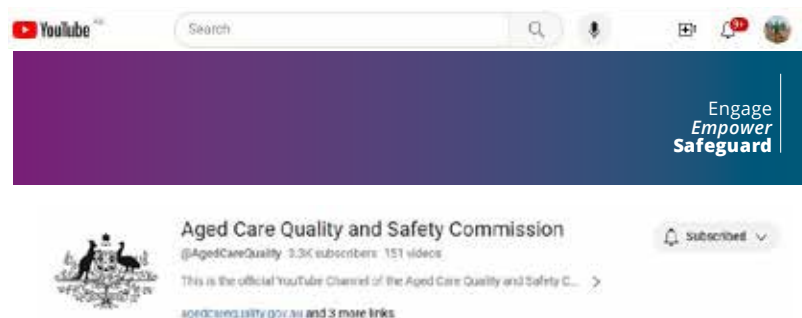 YouTube AU
Search
9+
Engage
Empower
Safeguard
Aged Care Quality and Safety Commission
@AgedCareQuality 3.3K subscribers 151 videos
Subscribed
This is the official YouTube Channel of the Aged Care Quality and Safety C...
agedcarequality.gov.au and 3 more links